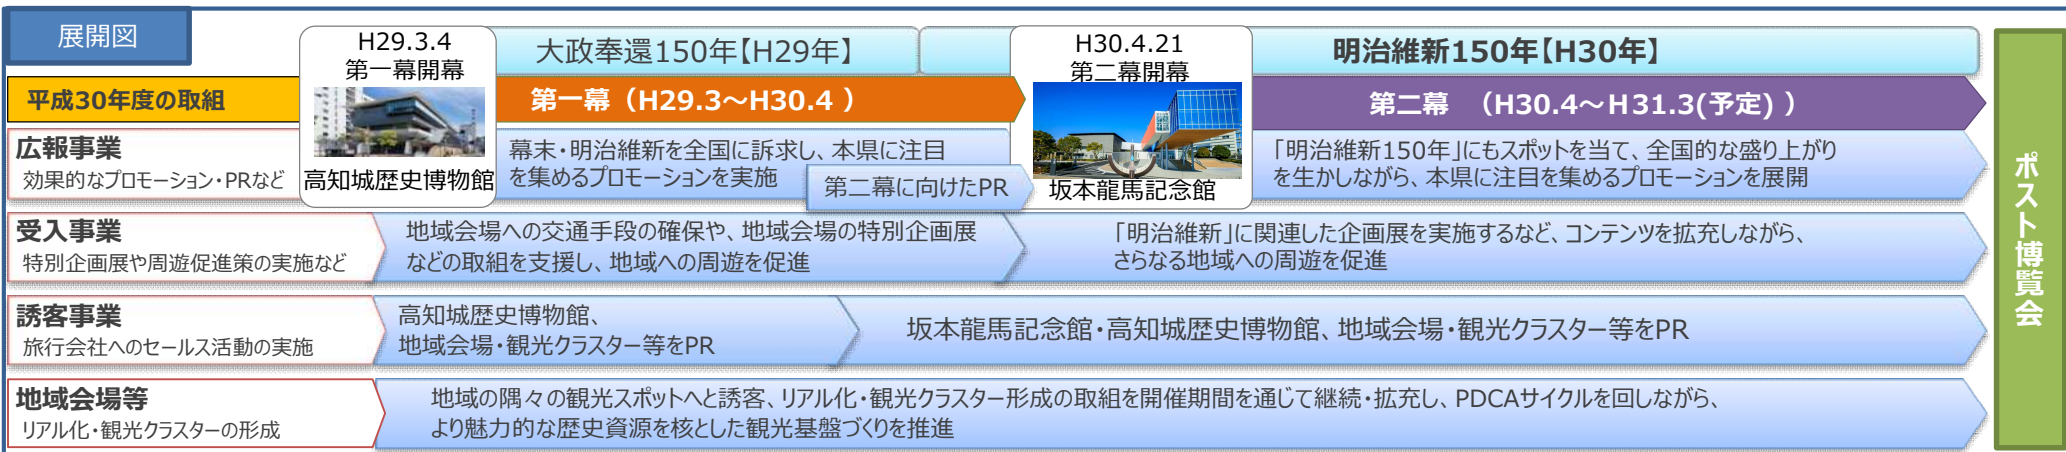 展開図
H29.3.4
第一幕開幕
高知城歴史博物館
大政奉還150年【H29年】
H30.4.21
第二幕開幕
坂本龍馬記念館
明治維新150年【H30年】
平成30年度の取組
第一幕（H29.3～H30.4 ）
第二幕　（H30.4～H31.3(予定) ）
広報事業
効果的なプロモーション・PRなど
幕末・明治維新を全国に訴求し、本県に注目
を集めるプロモーションを実施
第二幕に向けたPR
「明治維新150年」にもスポットを当て、全国的な盛り上がり
を生かしながら、本県に注目を集めるプロモーションを展開
受入事業
特別企画展や周遊促進策の実施など
地域会場への交通手段の確保や、地域会場の特別企画展
などの取組を支援し、地域への周遊を促進
「明治維新」に関連した企画展を実施するなど、コンテンツを拡充しながら、
さらなる地域への周遊を促進
誘客事業
旅行会社へのセールス活動の実施
高知城歴史博物館、
地域会場・観光クラスター等をPR
坂本龍馬記念館・高知城歴史博物館、地域会場・観光クラスター等をPR
地域会場等
リアル化・観光クラスターの形成
地域の隅々の観光スポットへと誘客、リアル化・観光クラスター形成の取組を開催期間を通じて継続・拡充し、PDCAサイクルを回しながら、
より魅力的な歴史資源を核とした観光基盤づくりを推進
ポスト博覧会